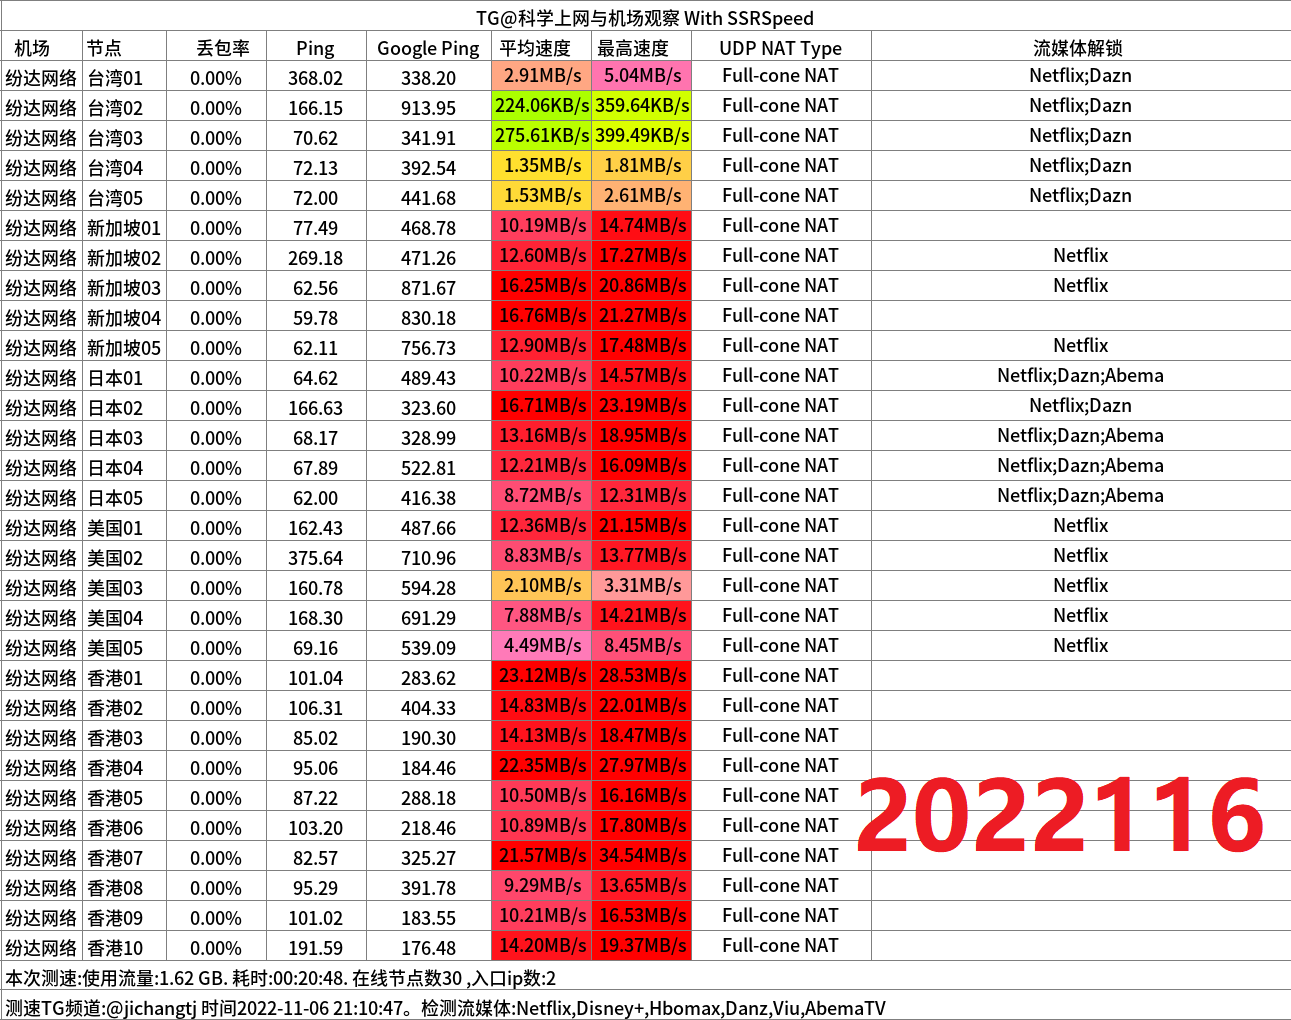 TG@科学上网与机场观察 With SSRSpeed
机场 节点 丢包率 Ping Google Ping 平均速度 最高速度 UDP NAT Type 流媒体解锁
纷达网络 台湾01 0.00% 368.02 338.20 2.91MB/s 5.04MB/s Full-cone NAT Netflix;Dazn
纷达网络 台湾02 0.00% 166.15 913.95 224.06KB/s 359.64KB/s Full-cone NAT Netflix;Dazn
纷达网络 台湾03 0.00% 70.62 341.91 275.61KB/s 399.49KB/s Full-cone NAT Netflix;Dazn
纷达网络 台湾04 0.00% 72.13 392.54 1.35MB/s 1.81MB/s Full-cone NAT Netflix;Dazn
纷达网络 台湾05 0.00% 72.00 441.68 1.53MB/s 2.61MB/s Full-cone NAT Netflix;Dazn
纷达网络 新加坡01 0.00% 77.49 468.78 10.19MB/s 14.74MB/s Full-cone NAT
纷达网络 新加坡02 0.00% 269.18 471.26 12.60MB/s 17.27MB/s Full-cone NAT Netflix
纷达网络 新加坡03 0.00% 62.56 871.67 16.25MB/s 20.86MB/s Full-cone NAT Netflix
纷达网络 新加坡04 0.00% 59.78 830.18 16.76MB/s 21.27MB/s Full-cone NAT
纷达网络 新加坡05 0.00% 62.11 756.73 12.90MB/s 17.48MB/s Full-cone NAT Netflix
纷达网络 日本01 0.00% 64.62 489.43 10.22MB/s 14.57MB/s Full-cone NAT Netflix;Dazn;Abema
纷达网络 日本02 0.00% 166.63 323.60 16.71MB/s 23.19MB/s Full-cone NAT Netflix;Dazn
纷达网络 日本03 0.00% 68.17 328.99 13.16MB/s 18.95MB/s Full-cone NAT Netflix;Dazn;Abema
纷达网络 日本04 0.00% 67.89 522.81 12.21MB/s 16.09MB/s Full-cone NAT Netflix;Dazn;Abema
纷达网络 日本05 0.00% 62.00 416.38 8.72MB/s 12.31MB/s Full-cone NAT Netflix;Dazn;Abema
纷达网络 美国01 0.00% 162.43 487.66 12.36MB/s 21.15MB/s Full-cone NAT Netflix
纷达网络 美国02 0.00% 375.64 710.96 8.83MB/s 13.77MB/s Full-cone NAT Netflix
纷达网络 美国03 0.00% 160.78 594.28 2.10MB/s 3.31MB/s Full-cone NAT Netflix
纷达网络 美国04 0.00% 168.30 691.29 7.88MB/s 14.21MB/s Full-cone NAT Netflix
纷达网络 美国05 0.00% 69.16 539.09 4.49MB/s 8.45MB/s Full-cone NAT Netflix
纷达网络 香港01 0.00% 101.04 283.62 23.12MB/s 28.53MB/s Full-cone NAT
纷达网络 香港02 0.00% 106.31 404.33 14.83MB/s 22.01MB/s Full-cone NAT
纷达网络 香港03 0.00% 85.02 190.30 14.13MB/s 18.47MB/s Full-cone NAT
纷达网络 香港04 0.00% 95.06 184.46 22.35MB/s 27.97MB/s Full-cone NAT
纷达网络 香港05 0.00% 87.22 288.18 10.50MB/s 16.16MB/s Full-cone NAT
2022116
纷达网络 香港06 0.00% 103.20 218.46 10.89MB/s 17.80MB/s Full-cone NAT
纷达网络 香港07 0.00% 82.57 325.27 21.57MB/s 34.54MB/s Full-cone NAT
纷达网络 香港08 0.00% 95.29 391.78 9.29MB/s 13.65MB/s Full-cone NAT
纷达网络 香港09 0.00% 101.02 183.55 10.21MB/s 16.53MB/s Full-cone NAT
纷达网络 香港10 0.00% 191.59 176.48 14.20MB/s 19.37MB/s Full-cone NAT
本次测速:使用流量:1.62 GB. 耗时:00:20:48. 在线节点数30 ,入口ip数:2
测速TG频道:@jichangtj 时间2022-11-06 21:10:47。检测流媒体:Netflix,Disney+,Hbomax,Danz,Viu,AbemaTV